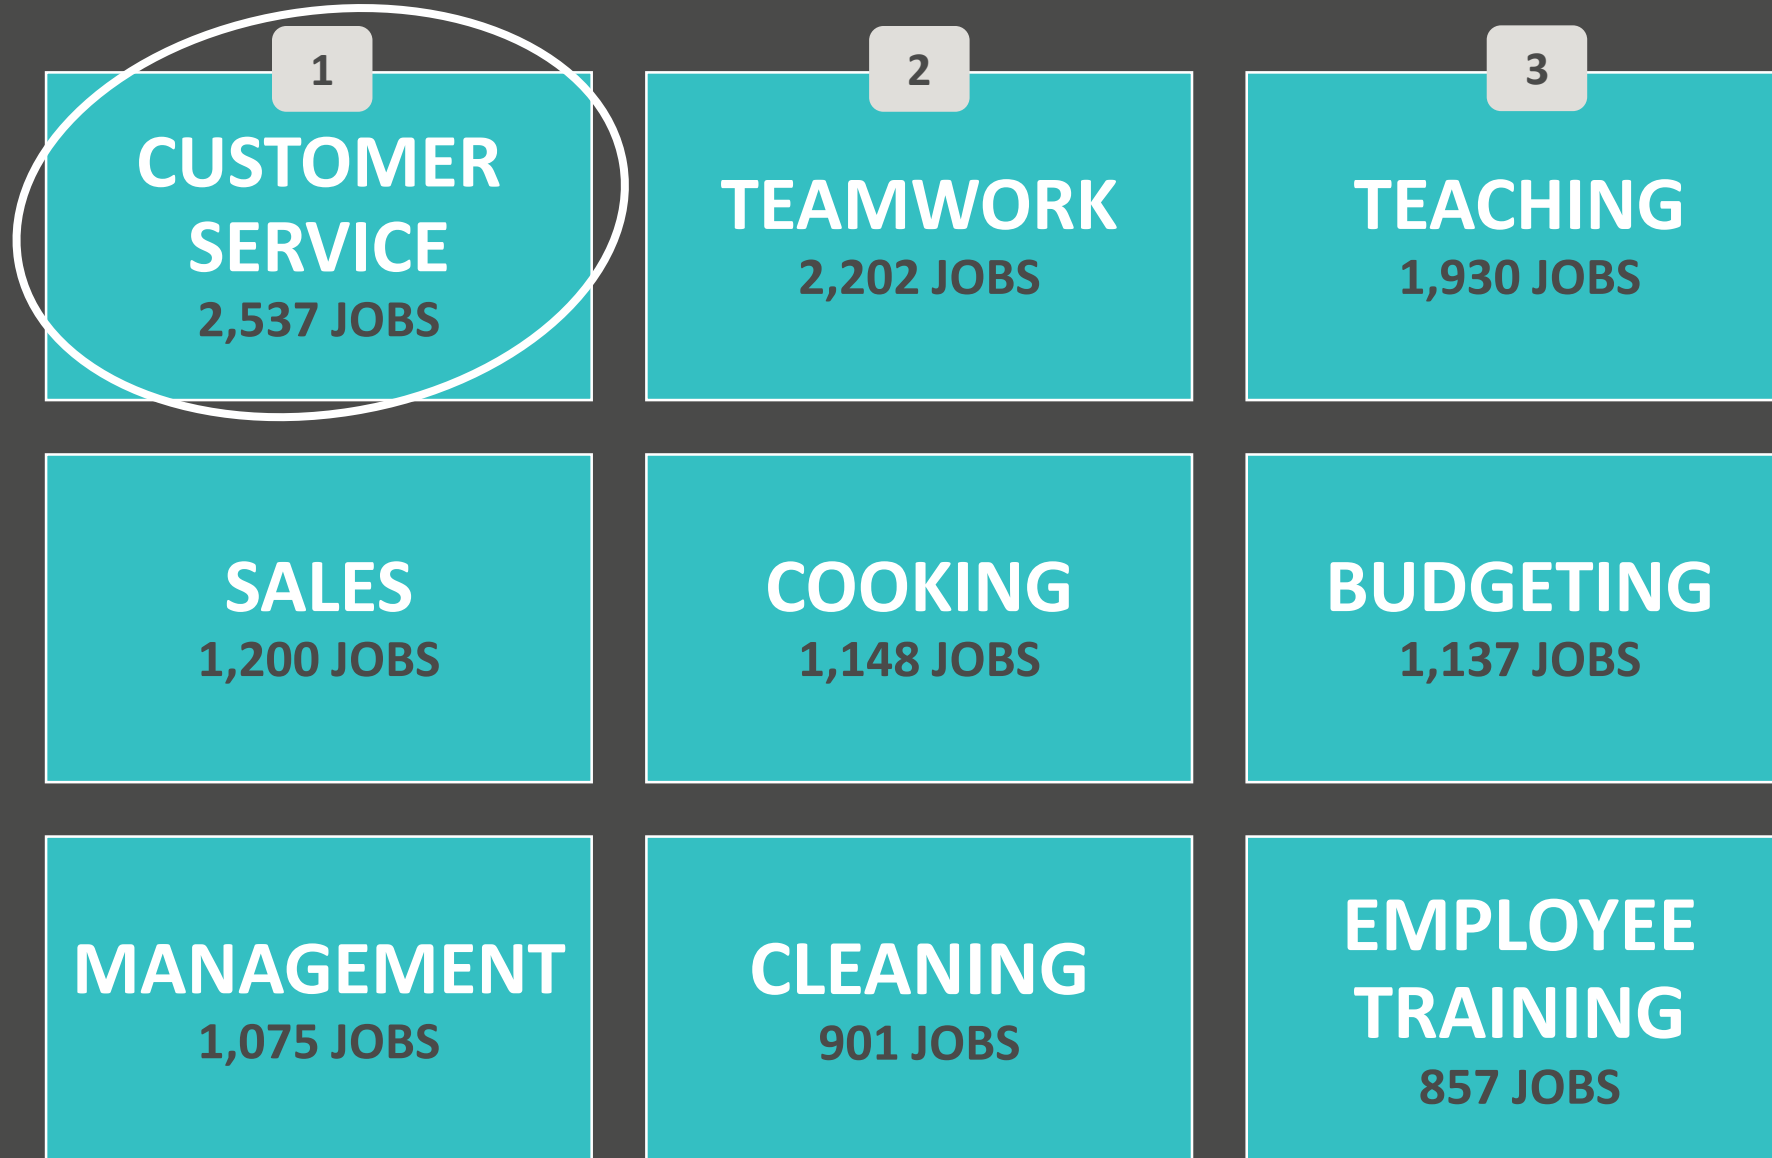 1
CUSTOMER
SERVICE
2,537 JOBS
2
TEAMWORK
2,202 JOBS
3
TEACHING
1,930 JOBS
SALES
1,200 JOBS
COOKING
1,148 JOBS
BUDGETING
1,137 JOBS
MANAGEMENT
1,075 JOBS
CLEANING
901 JOBS
EMPLOYEE
TRAINING
857 JOBS